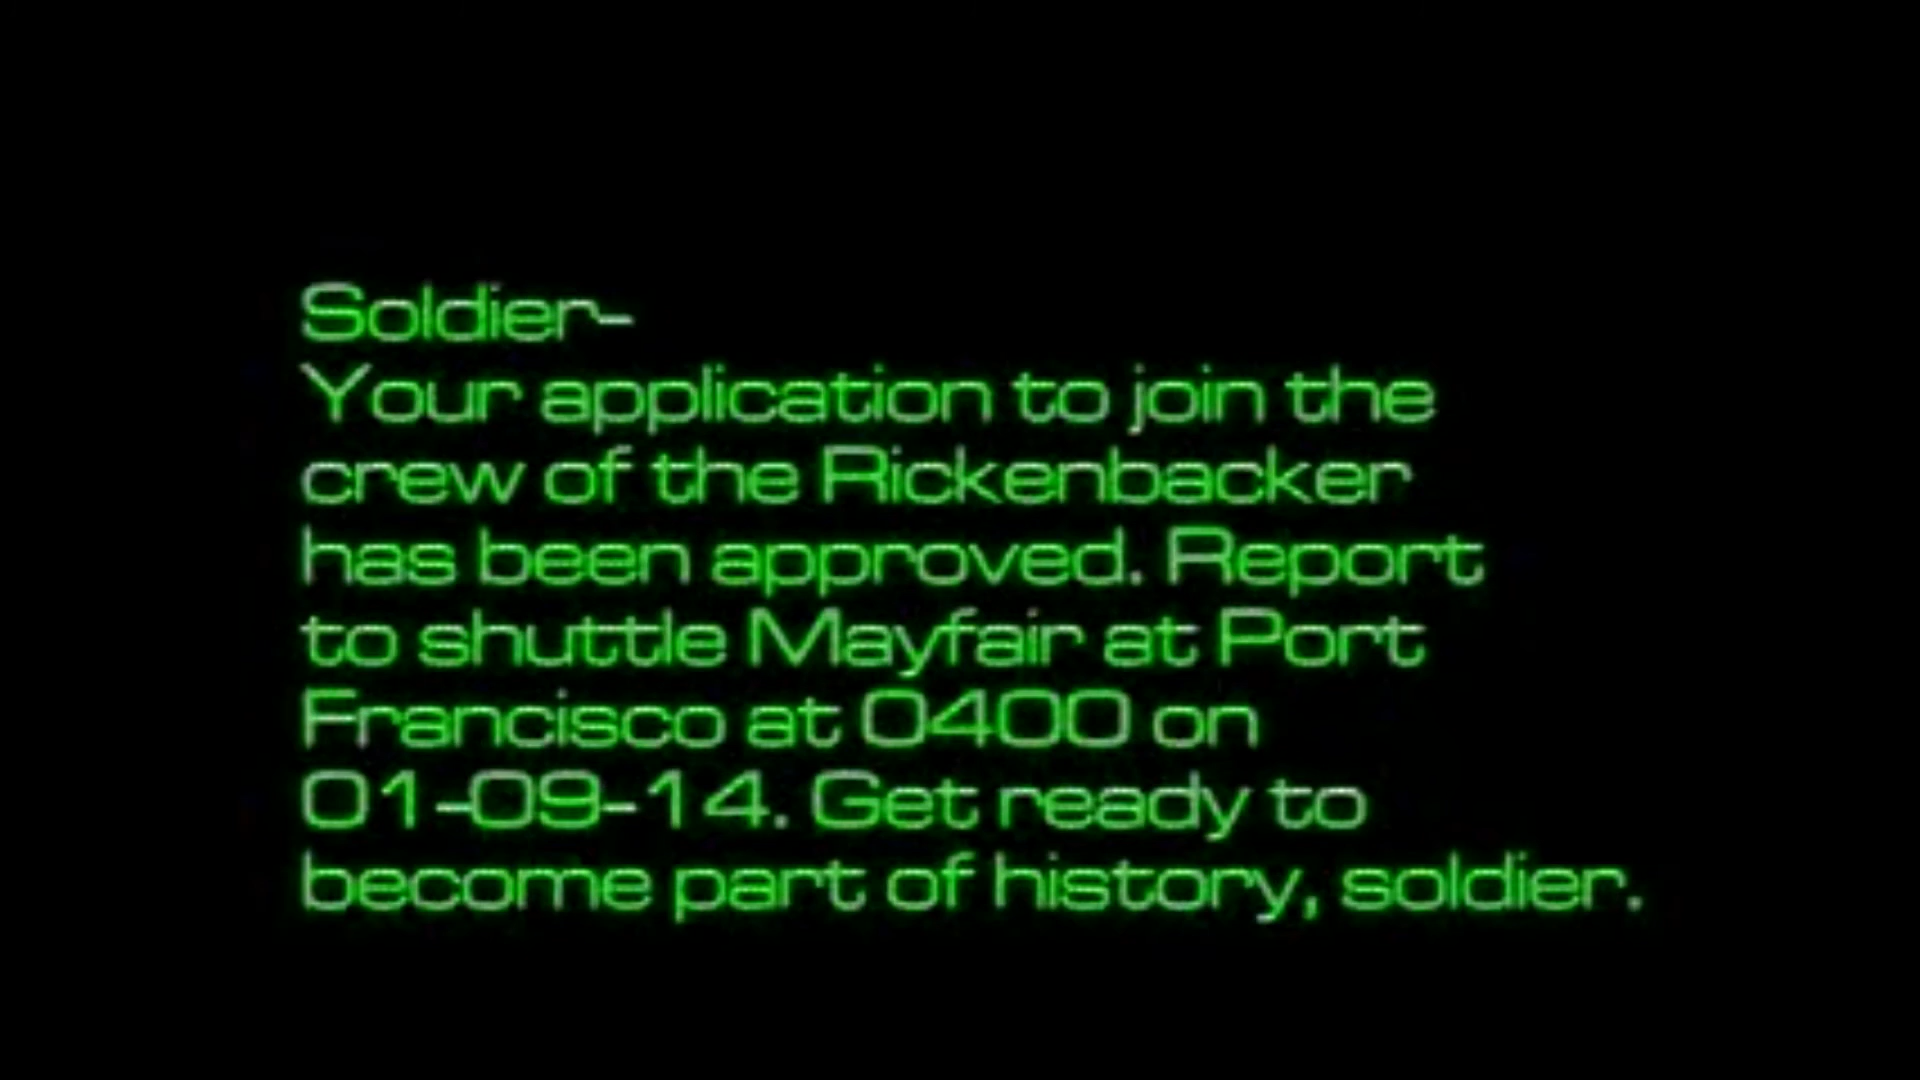 Soldier-
Your application to join the
crew of the Rickenbacker
has been approved. Report
to shuttle Mayfair at Port
Francisco at 0400 on
01-09-14. Get ready to
become part of history, soldier.